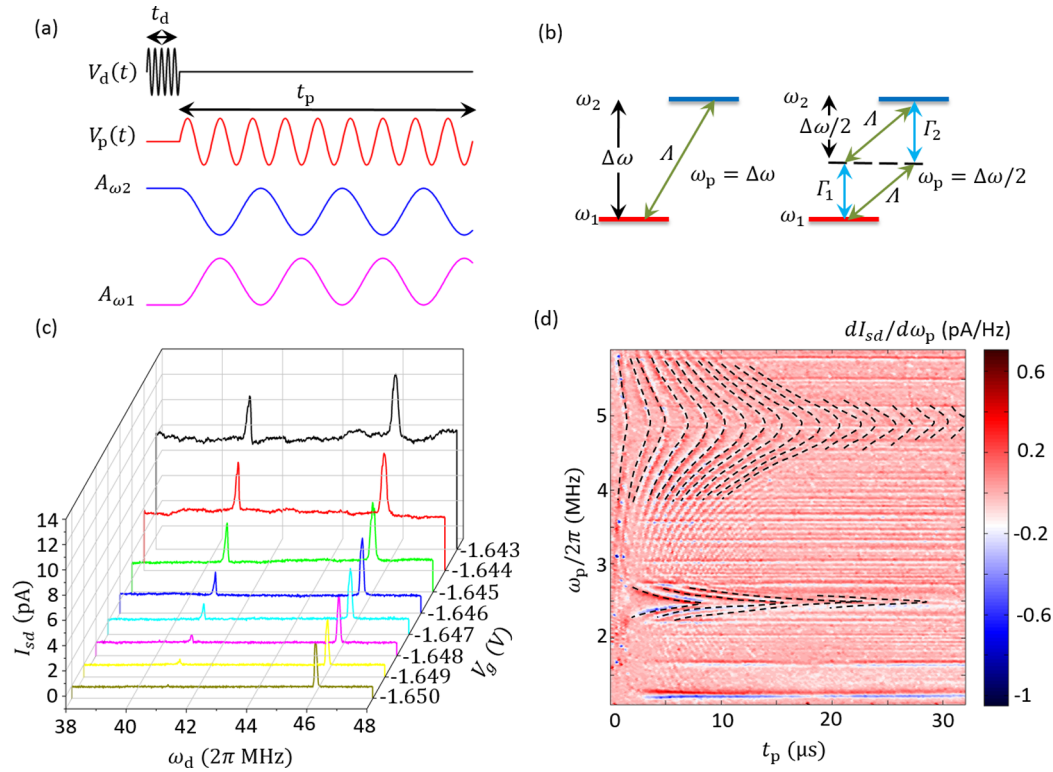 (a)
t_d
V_d(t)
t_p
V_p(t)
A_ω2
A_ω1
(b)
ω_2
Δω
Λ
ω_p = Δω
ω_1
ω_2
Δω/2
Λ
Γ_2
ω_p = Δω/2
Γ_1
Λ
ω_1
(c)
14
12
10
8
6
4
2
0
I_sd (pA)
38
40
42
44
46
48
ω_d (2π MHz)
-1.643
-1.644
-1.645
-1.646
-1.647
-1.648
-1.649
-1.650
V_g (V)
(d)
dI_sd/dω_p (pA/Hz)
5
4
3
2
ω_p/2π (MHz)
0
10
20
30
t_p (μs)
0.6
0.2
-0.2
-0.6
-1